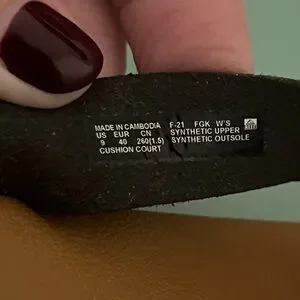 MADE IN CAMBODIA F-21 FGK W'S
US EUR CN SYNTHETIC UPPER
9 40 260(1.5) SYNTHETIC OUTSOLE
CUSHION COURT